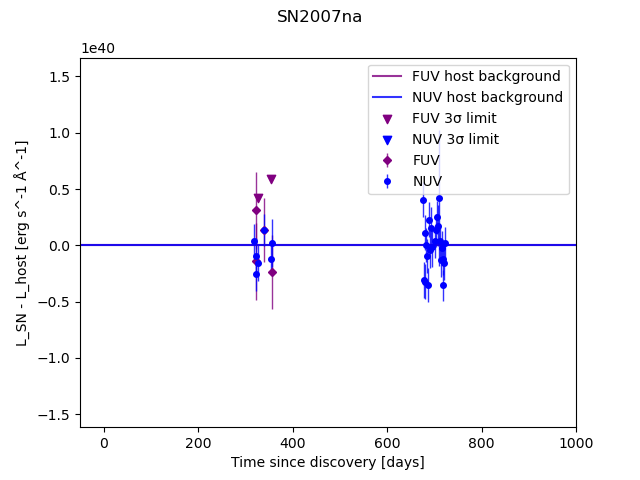 SN2007na
1e40
FUV host background
NUV host background
FUV 3σ limit
NUV 3σ limit
FUV
NUV
1.5
1.0
0.5
0.0
−0.5
−1.0
−1.5
L_SN - L_host [erg s^-1 Å^-1]
0 200 400 600 800 1000
Time since discovery [days]